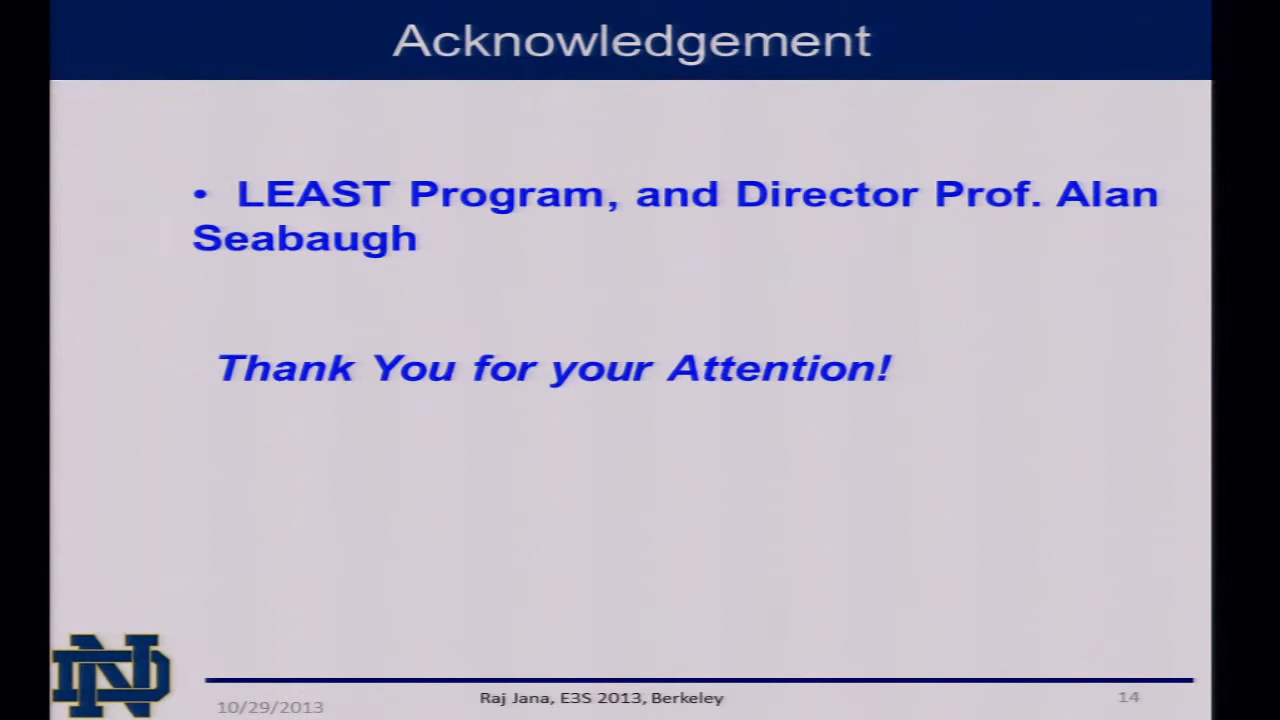 Acknowledgement
• LEAST Program, and Director Prof. Alan
Seabaugh
Thank You for your Attention!
ND
10/29/2013
Raj Jana, E3S 2013, Berkeley
14